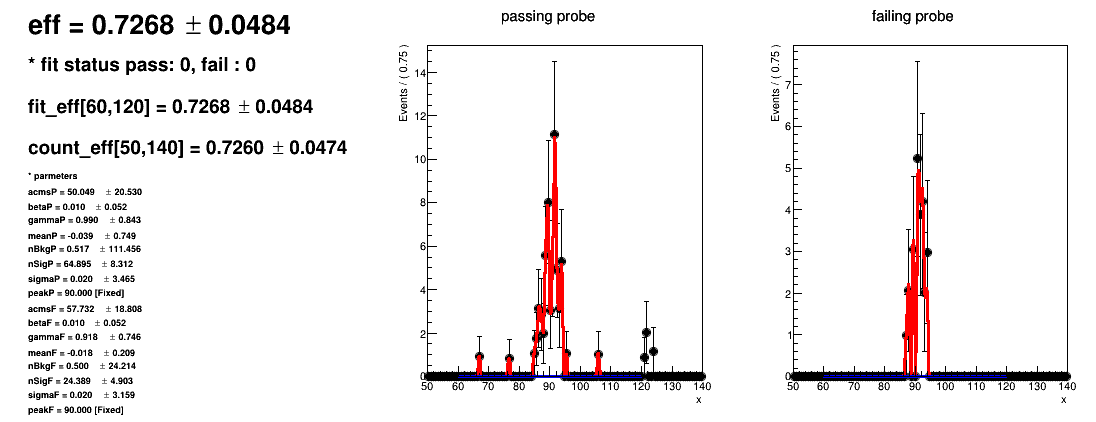 eff = 0.7268 ± 0.0484
* fit status pass: 0, fail : 0
fit_eff[60,120] = 0.7268 ± 0.0484
count_eff[50,140] = 0.7260 ± 0.0474
* parmeters
acmsP = 50.049 ± 20.530
betaP = 0.010 ± 0.052
gammaP = 0.990 ± 0.843
meanP = -0.039 ± 0.749
nBkgP = 0.517 ± 111.456
nSigP = 64.895 ± 8.312
sigmaP = 0.020 ± 3.465
peakP = 90.000 [Fixed]
acmsF = 57.732 ± 18.808
betaF = 0.010 ± 0.052
gammaF = 0.918 ± 0.746
meanF = -0.018 ± 0.209
nBkgF = 0.500 ± 24.214
nSigF = 24.389 ± 4.903
sigmaF = 0.020 ± 3.159
peakF = 90.000 [Fixed]
passing probe
Events / ( 0.75 )
14
12
10
8
6
4
2
0
50 60 70 80 90 100 110 120 130 140
x
failing probe
Events / ( 0.75 )
7
6
5
4
3
2
1
0
50 60 70 80 90 100 110 120 130 140
x